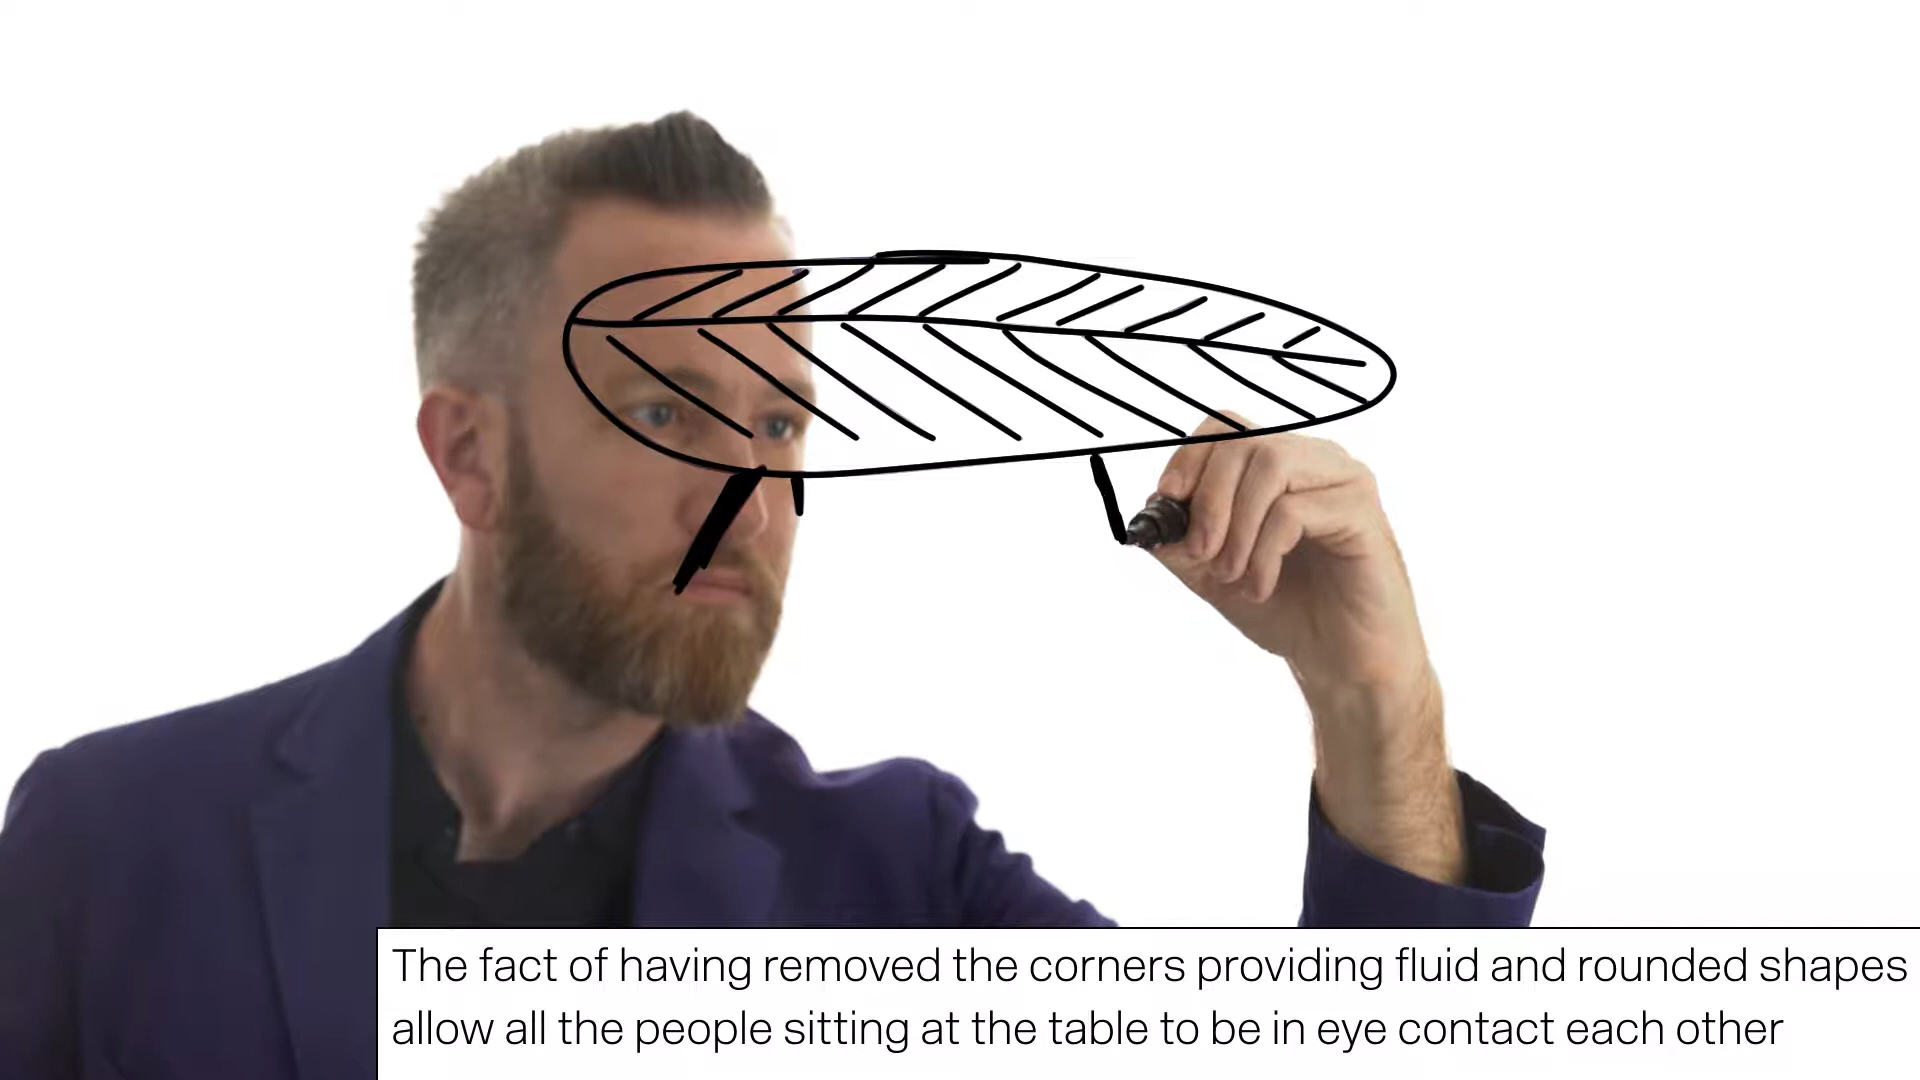 The fact of having removed the corners providing fluid and rounded shapes
allow all the people sitting at the table to be in eye contact each other